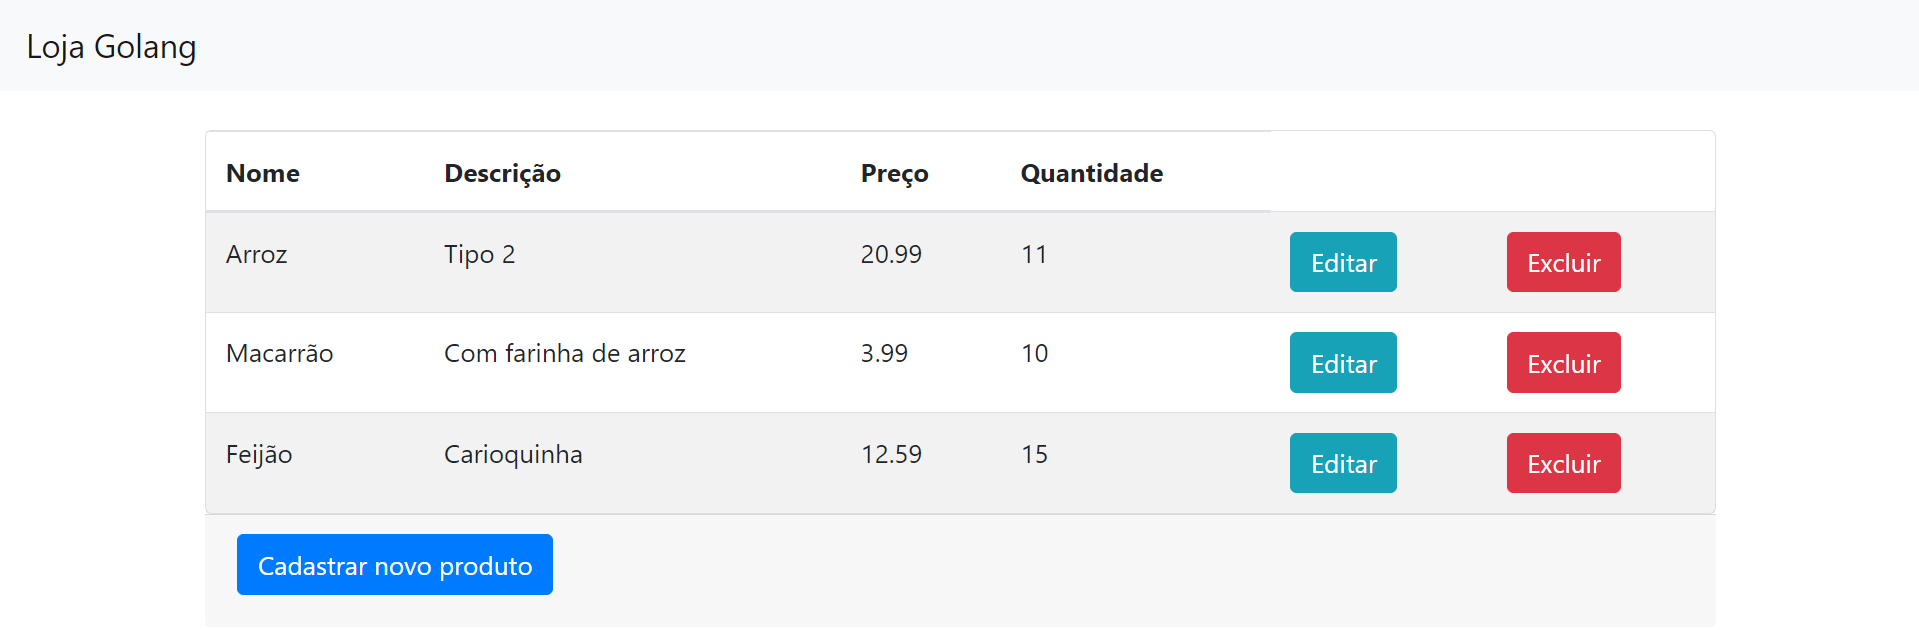 Loja Golang
Nome Descrição Preço Quantidade
Arroz Tipo 2 20.99 11 Editar Excluir
Macarrão Com farinha de arroz 3.99 10 Editar Excluir
Feijão Carioquinha 12.59 15 Editar Excluir
Cadastrar novo produto